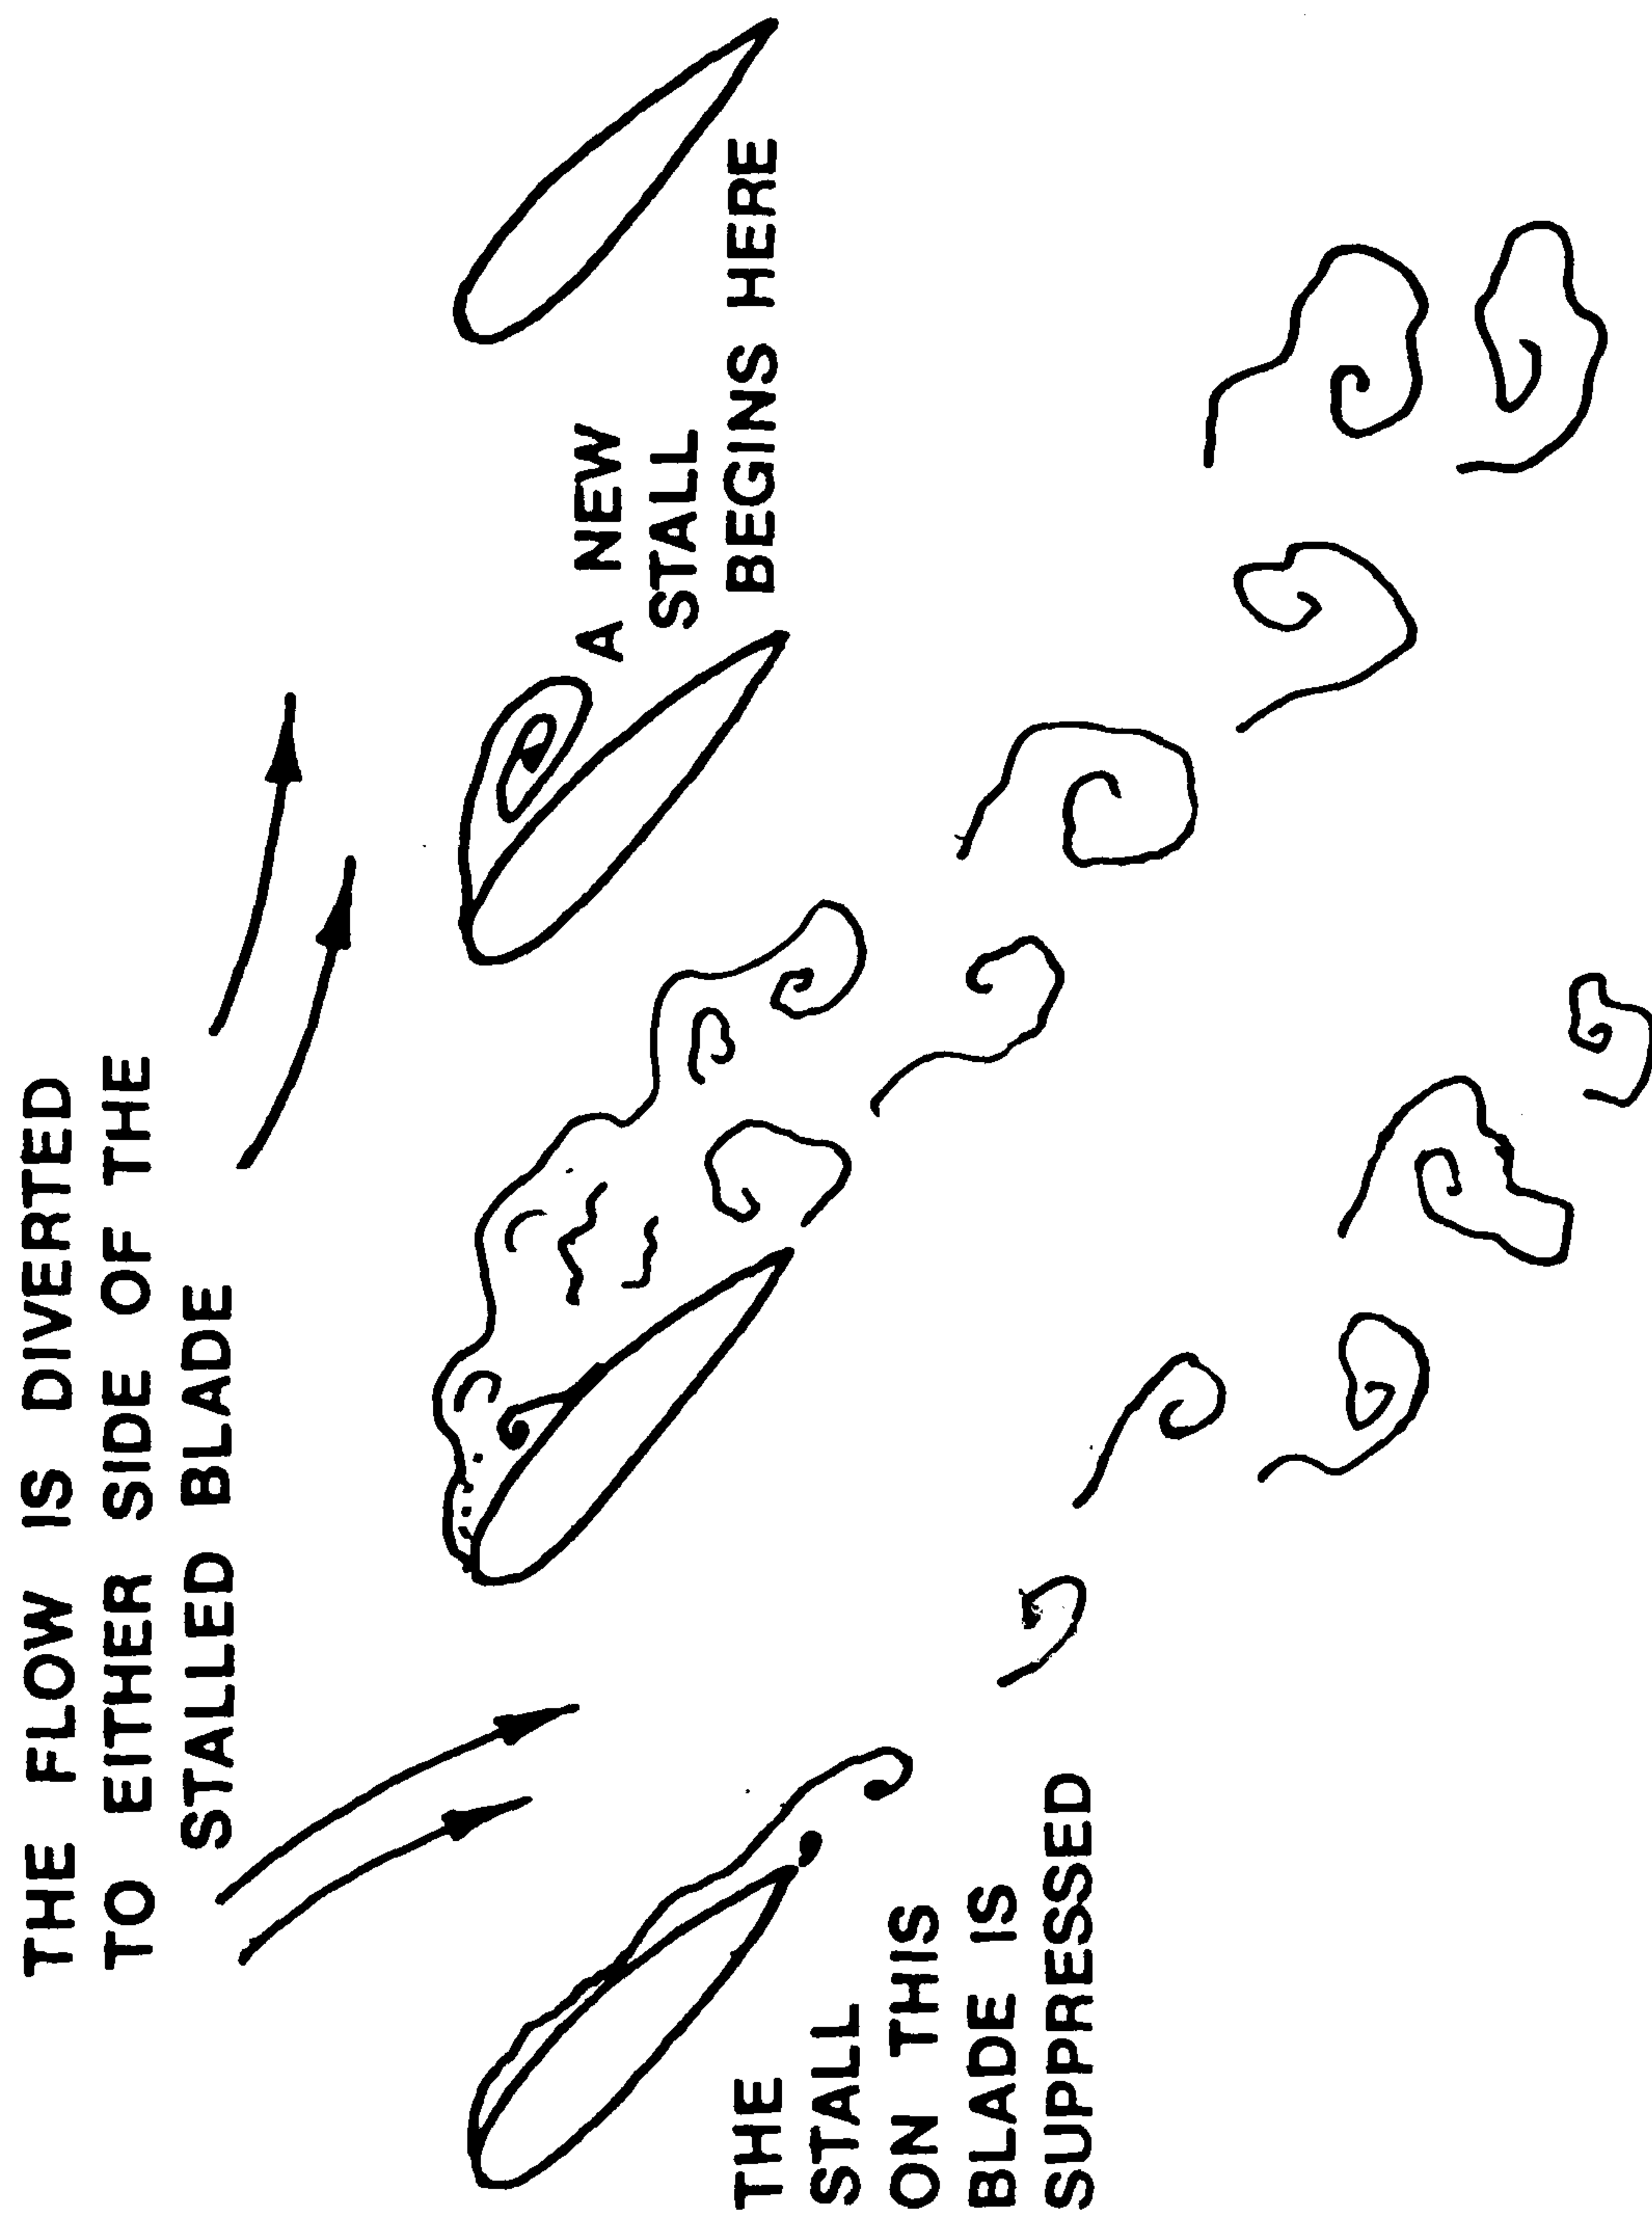 THE FLOW IS DIVERTED
TO EITHER SIDE OF THE
STALLED BLADE
A NEW
STALL
BEGINS HERE
THE
STALL
ON THIS
BLADE IS
SUPPRESSED